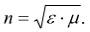 n = √ε · μ.